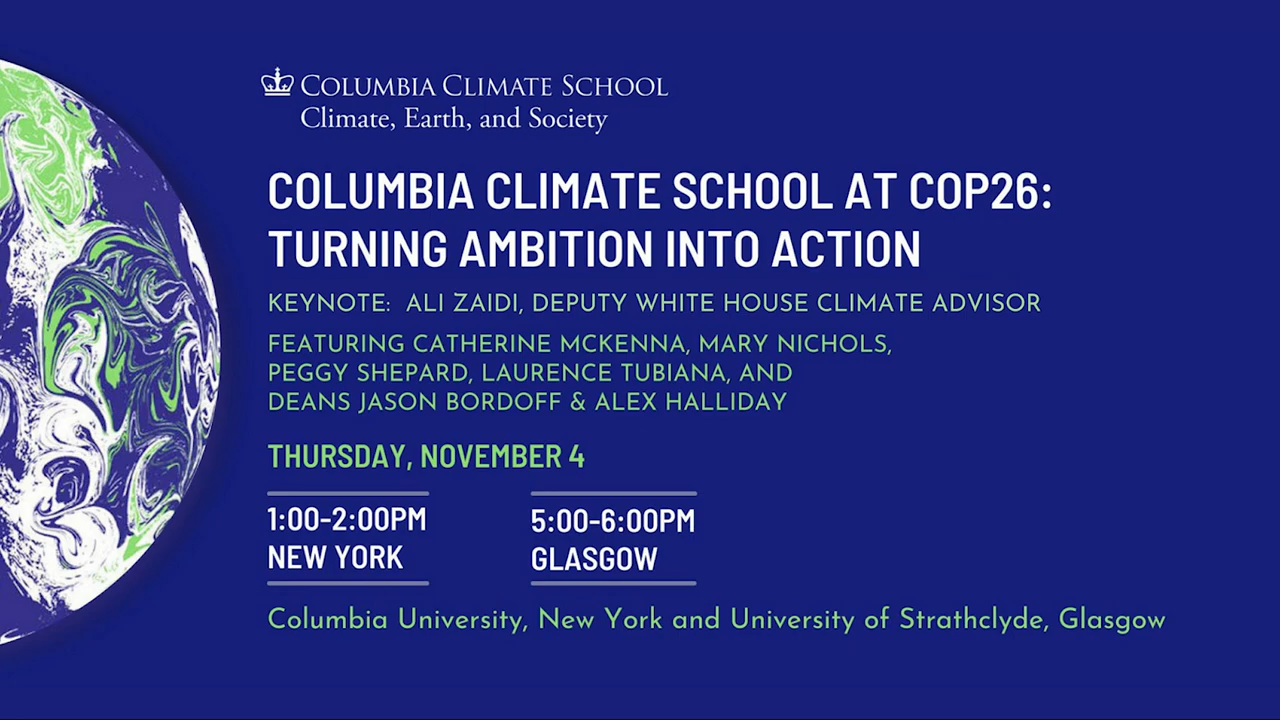 COLUMBIA CLIMATE SCHOOL
Climate, Earth, and Society
COLUMBIA CLIMATE SCHOOL AT COP26:
TURNING AMBITION INTO ACTION
KEYNOTE: ALI ZAIDI, DEPUTY WHITE HOUSE CLIMATE ADVISOR
FEATURING CATHERINE MCKENNA, MARY NICHOLS,
PEGGY SHEPARD, LAURENCE TUBIANA, AND
DEANS JASON BORDOFF & ALEX HALLIDAY
THURSDAY, NOVEMBER 4
1:00-2:00PM
NEW YORK
5:00-6:00PM
GLASGOW
Columbia University, New York and University of Strathclyde, Glasgow